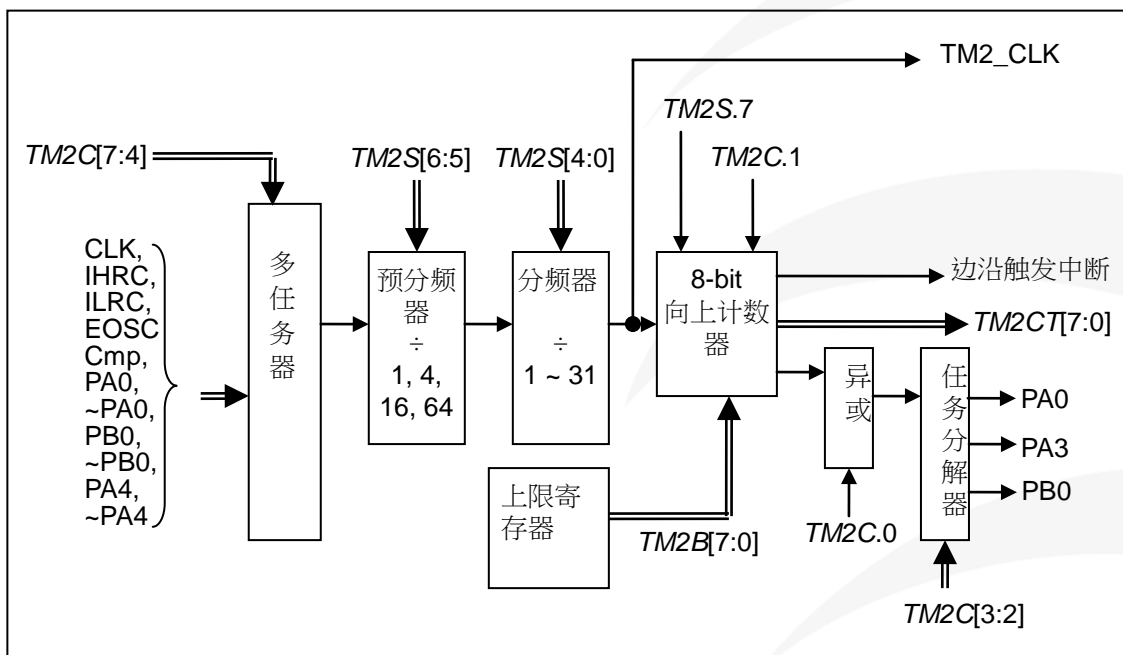 TM2_CLK
TM2S.7
TM2C[7:4]
TM2S[6:5]
TM2S[4:0]
TM2C.1
CLK,
IHRC,
ILRC,
EOSC
Cmp,
PA0,
~PA0,
PB0,
~PB0,
PA4,
~PA4
多
任
务
器
预分频
器
÷
1, 4,
16, 64
分频器
÷
1 ~ 31
8-bit
向上计数
器
边沿触发中断
TM2CT[7:0]
异
或
任
务
分
解
器
PA0
PA3
PB0
上限寄
存器
TM2B[7:0]
TM2C.0
TM2C[3:2]